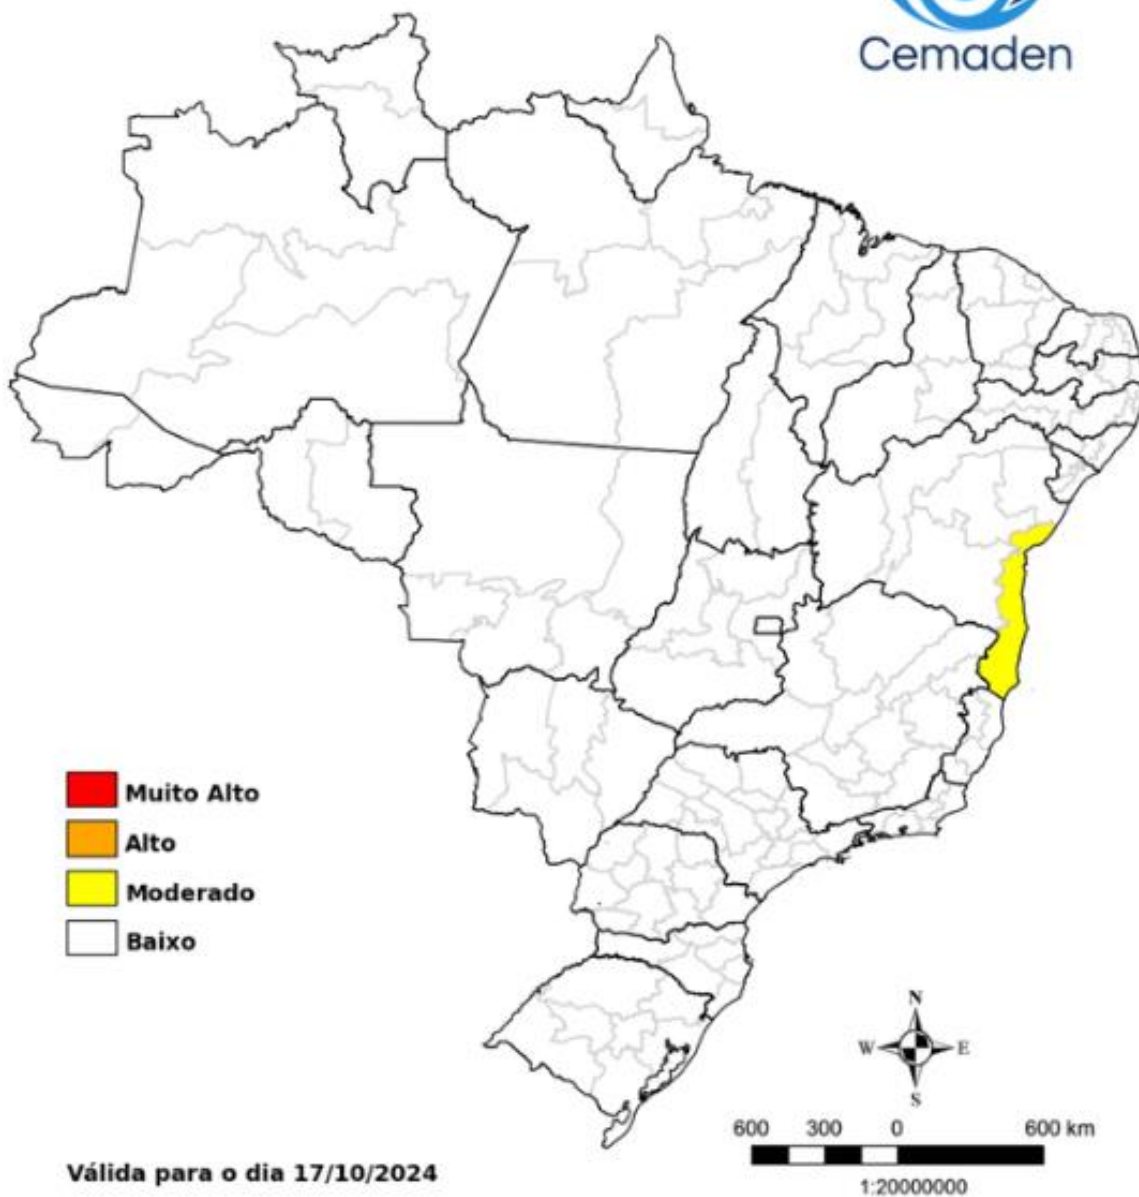 Cemaden
Muito Alto
Alto
Moderado
Baixo
N
W E
S
600 300 0 600 km
1:20000000
Válida para o dia 17/10/2024